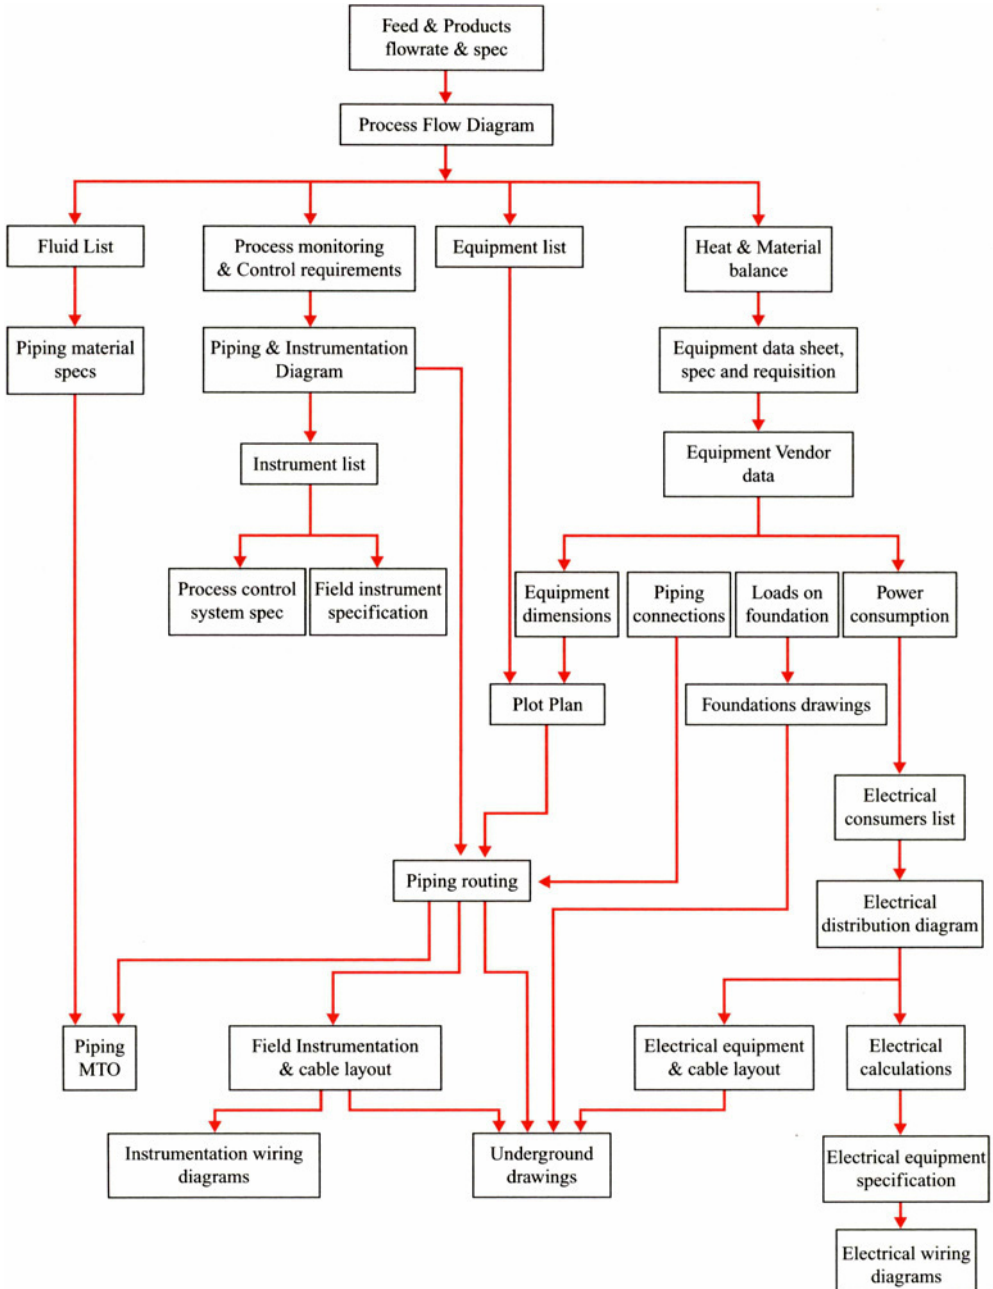 Feed & Products
flowrate & spec
Process Flow Diagram
Fluid List
Process monitoring
& Control requirements
Equipment list
Heat & Material
balance
Piping material
specs
Piping & Instrumentation
Diagram
Equipment data sheet,
spec and requisition
Instrument list
Equipment Vendor
data
Process control
system spec
Field instrument
specification
Equipment
dimensions
Piping
connections
Loads on
foundation
Power
consumption
Plot Plan
Foundations drawings
Electrical
consumers list
Piping routing
Electrical
distribution diagram
Piping
MTO
Field Instrumentation
& cable layout
Electrical equipment
& cable layout
Electrical
calculations
Instrumentation wiring
diagrams
Underground
drawings
Electrical equipment
specification
Electrical wiring
diagrams